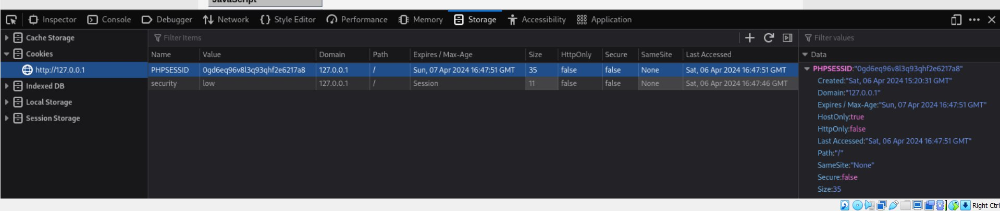 JavaScript
Inspector Console Debugger Network Style Editor Performance Memory Storage Accessibility Application
Cache Storage Filter Items Filter values
Cookies Name Value Domain Path Expires / Max-Age Size HttpOnly Secure SameSite Last Accessed Data
http://127.0.0.1 PHPSESSID 0gd6eq96v8l3q93qhf2e6217a8 127.0.0.1 / Sun, 07 Apr 2024 16:47:51 GMT 35 false false None Sat, 06 Apr 2024 16:47:51 GMT PHPSESSID:"0gd6eq96v8l3q93qhf2e6217a8"
security low 127.0.0.1 / Session 11 false false None Sat, 06 Apr 2024 16:47:46 GMT Created:"Sat, 06 Apr 2024 15:20:31 GMT"
Indexed DB
Domain:"127.0.0.1"
Local Storage Expires / Max-Age:"Sun, 07 Apr 2024 16:47:51 GMT"
Session Storage HostOnly:true
HttpOnly:false
Last Accessed:"Sat, 06 Apr 2024 16:47:51 GMT"
Path:"/"
SameSite:"None"
Secure:false
Size:35
Right Ctrl